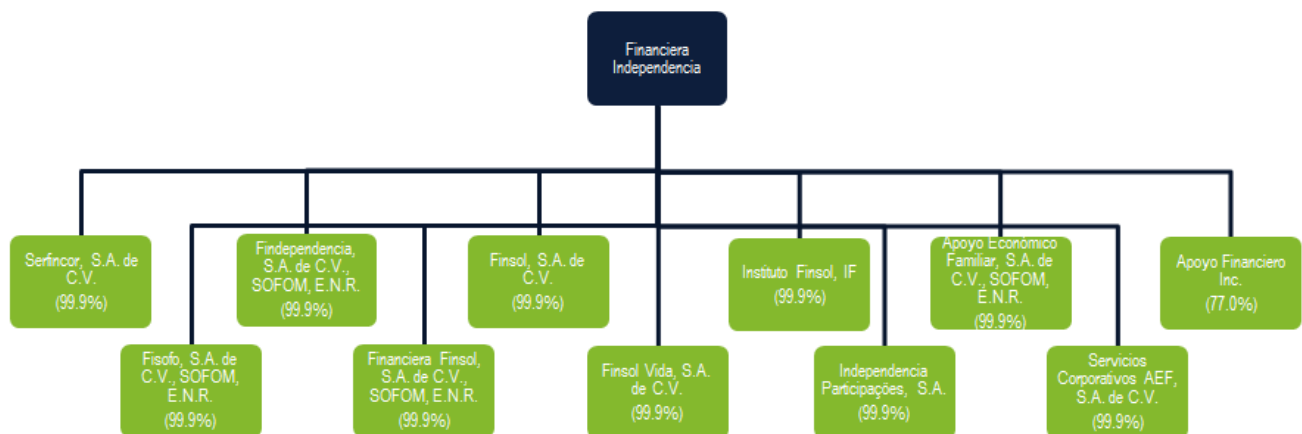 Financiera
Independencia
Serfincor, S.A. de
C.V.
(99.9%)
Findependencia,
S.A. de C.V.,
SOFOM, E.N.R.
(99.9%)
Finsol, S.A. de
C.V.
(99.9%)
Instituto Finsol, IF
(99.9%)
Apoyo Económico
Familiar, S.A. de
C.V., SOFOM,
E.N.R.
(99.9%)
Apoyo Financiero
Inc.
(77.0%)
Fisofo, S.A. de
C.V., SOFOM,
E.N.R.
(99.9%)
Financiera Finsol,
S.A. de C.V.,
SOFOM, E.N.R.
(99.9%)
Finsol Vida, S.A.
de C.V.
(99.9%)
Independencia
Participações, S.A.
(99.9%)
Servicios
Corporativos AEF,
S.A. de C.V.
(99.9%)